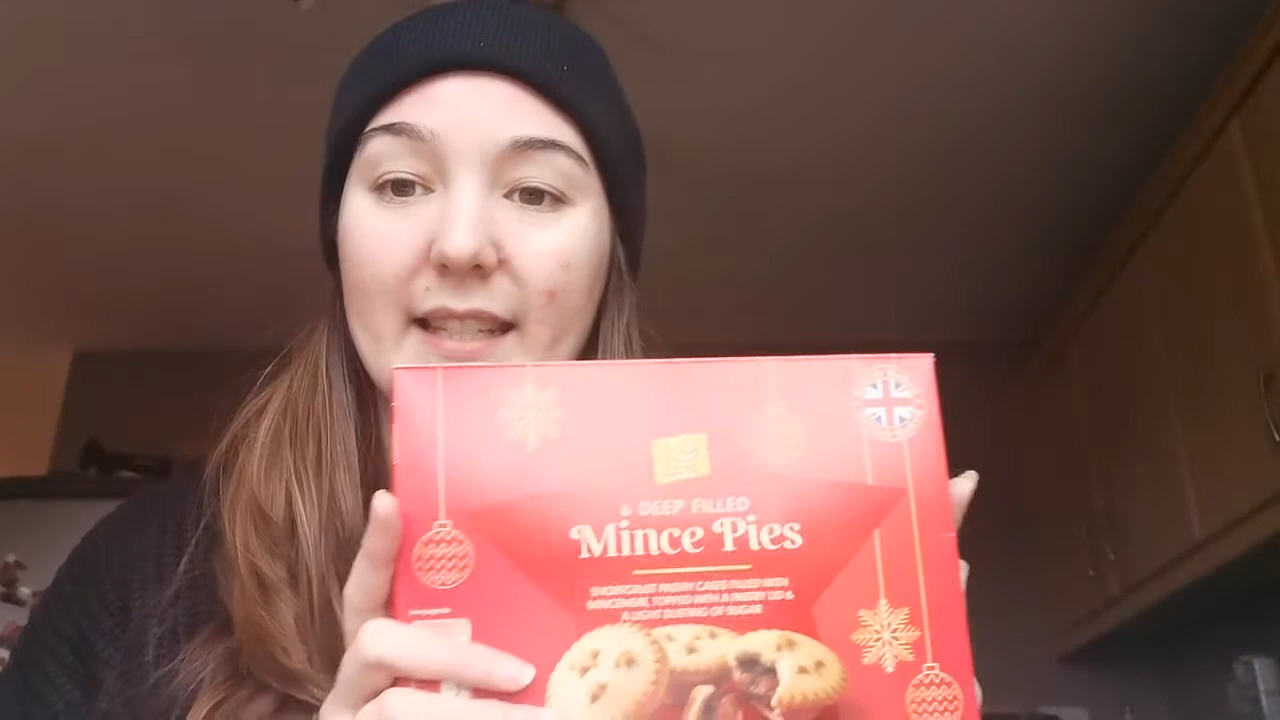 6 DEEP FILLED
Mince Pies
SHORTCRUST PASTRY CASES FILLED WITH
MINCEMEAT, TOPPED WITH A PASTRY LID &
A LIGHT DUSTING OF SUGAR